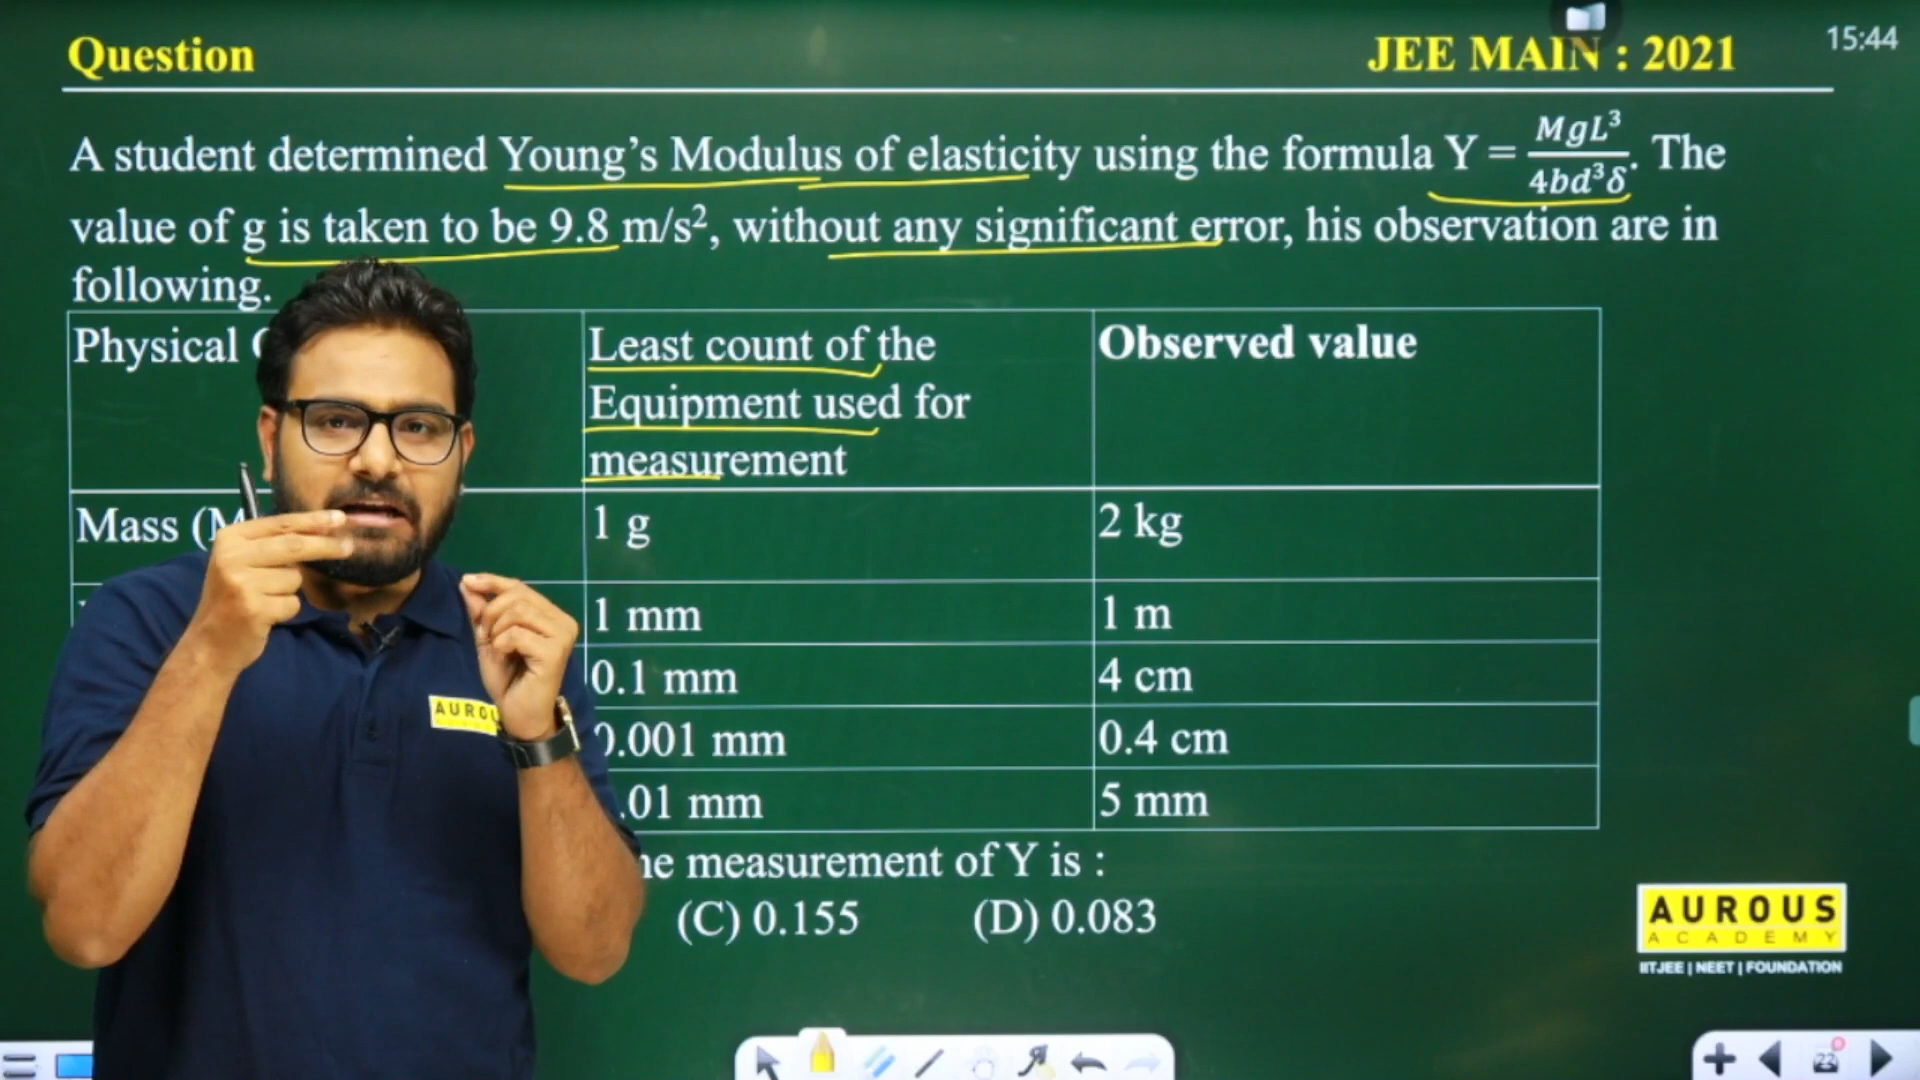 Question
JEE MAIN : 2021
15:44
A student determined Young's Modulus of elasticity using the formula Y = MgL³/4bd³δ. The
value of g is taken to be 9.8 m/s², without any significant error, his observation are in
following.
Physical
Least count of the
Equipment used for
measurement
Observed value
Mass (M
1 g
2 kg
1 mm
1 m
0.1 mm
4 cm
0.001 mm
0.4 cm
.01 mm
5 mm
measurement of Y is :
(C) 0.155
(D) 0.083
AURO
AUROUS
ACADEMY
IITJEE | NEET | FOUNDATION
22